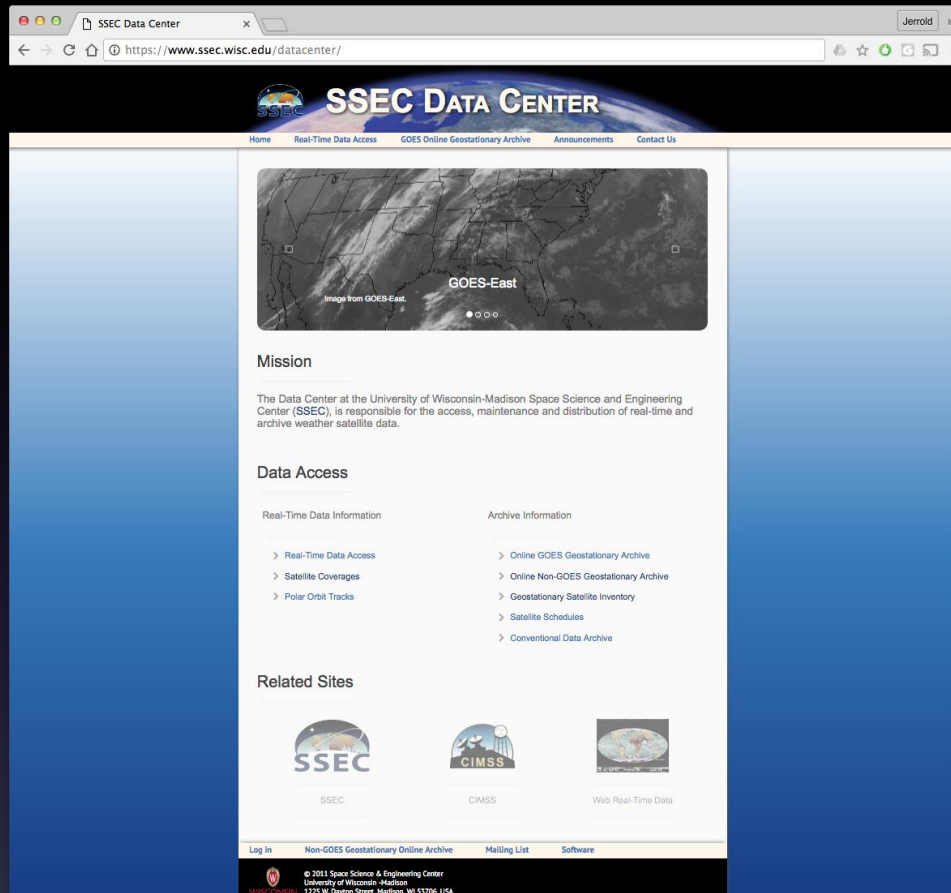 SSEC Data Center
Jerrold
https://www.ssec.wisc.edu/datacenter/
SSEC
SSEC DATA CENTER
Home Real-Time Data Access GOES Online Geostationary Archive Announcements Contact Us
GOES-East
Image from GOES-East.
Mission
The Data Center at the University of Wisconsin-Madison Space Science and Engineering
Center (SSEC), is responsible for the access, maintenance and distribution of real-time and
archive weather satellite data.
Data Access
Real-Time Data Information
Real-Time Data Access
Satellite Coverages
Polar Orbit Tracks
Archive Information
Online GOES Geostationary Archive
Online Non-GOES Geostationary Archive
Geostationary Satellite Inventory
Satellite Schedules
Conventional Data Archive
Related Sites
SSEC
CIMSS
SSEC
CIMSS
Web Real-Time Data
Log in Non-GOES Geostationary Online Archive Mailing List Software
© 2011 Space Science & Engineering Center
University of Wisconsin -Madison
WISCONSIN 1225 W. Dayton Street, Madison, WI 53706, USA